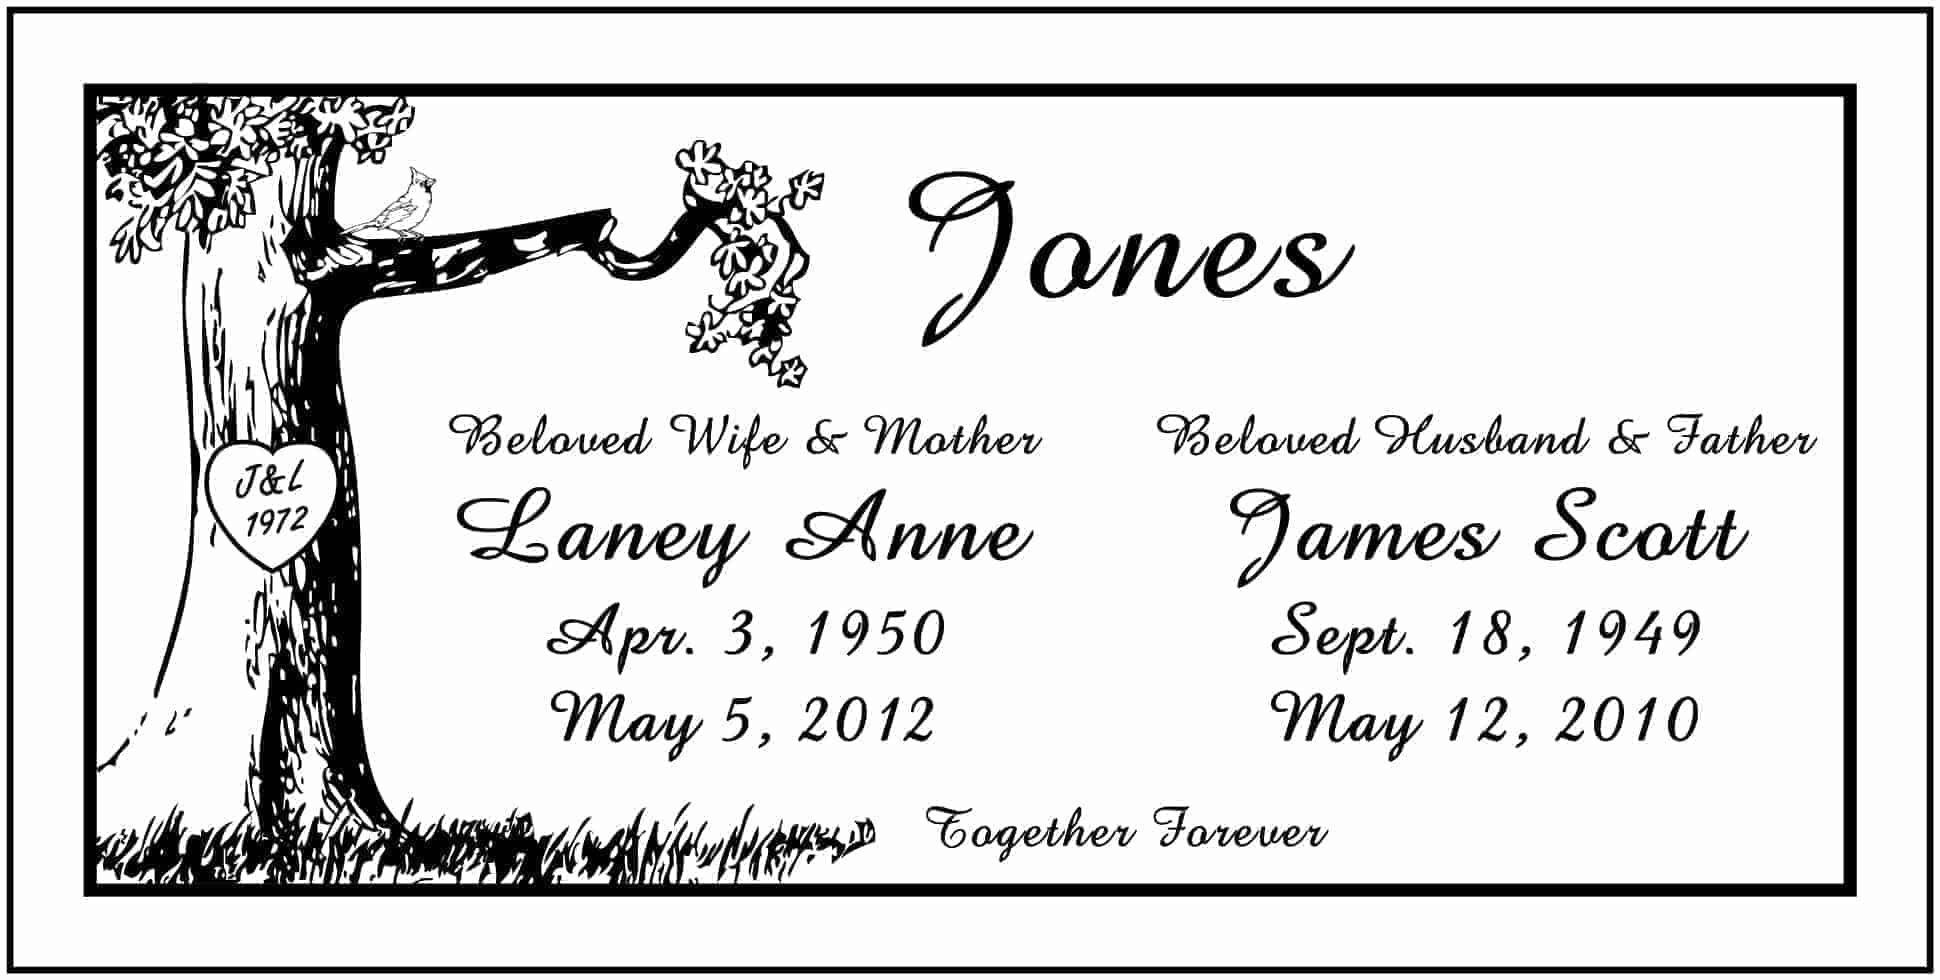 Jones
J&L
1972
Beloved Wife & Mother
Laney Anne
Apr. 3, 1950
May 5, 2012
Beloved Husband & Father
James Scott
Sept. 18, 1949
May 12, 2010
Together Forever